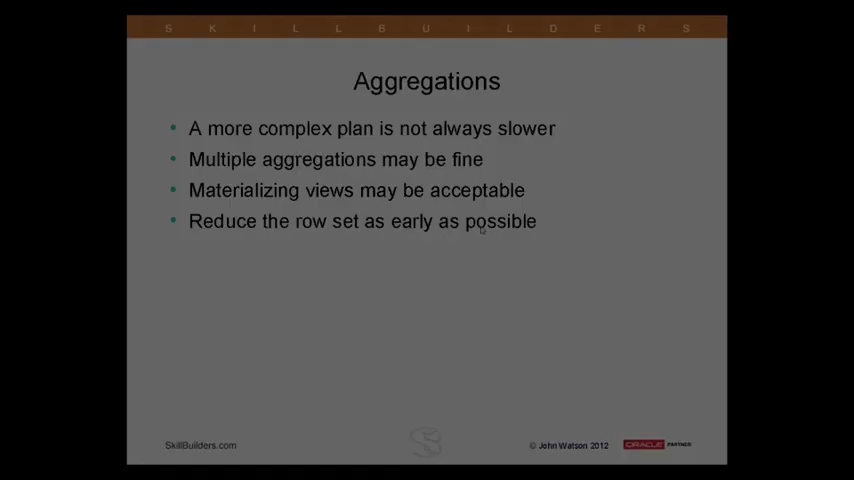 SKILLBUILDERS
Aggregations
• A more complex plan is not always slower
• Multiple aggregations may be fine
• Materializing views may be acceptable
• Reduce the row set as early as possible
SkillBuilders.com
© John Watson 2012
ORACLE PARTNER